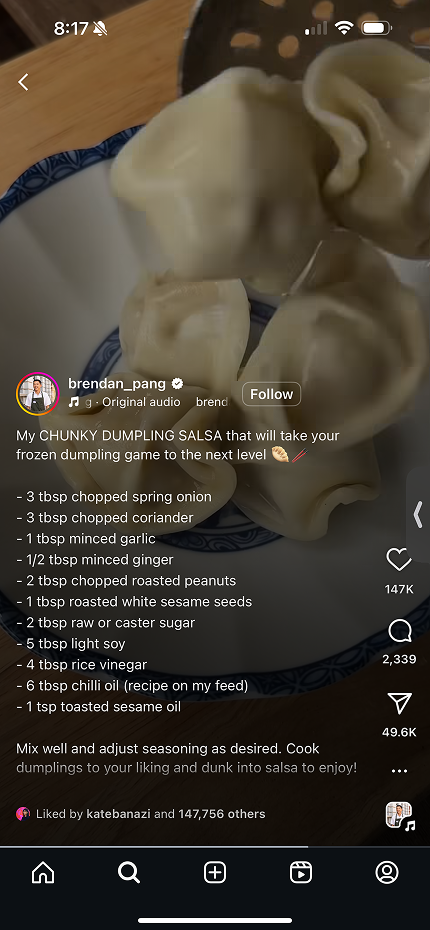 8:17
brendan_pang
g · Original audio brend
Follow
My CHUNKY DUMPLING SALSA that will take your
frozen dumpling game to the next level 🥟🥢
- 3 tbsp chopped spring onion
- 3 tbsp chopped coriander
- 1 tbsp minced garlic
- 1/2 tbsp minced ginger
- 2 tbsp chopped roasted peanuts
- 1 tbsp roasted white sesame seeds
- 2 tbsp raw or caster sugar
- 5 tbsp light soy
- 4 tbsp rice vinegar
- 6 tbsp chilli oil (recipe on my feed)
- 1 tsp toasted sesame oil
Mix well and adjust seasoning as desired. Cook
dumplings to your liking and dunk into salsa to enjoy!
147K
2,339
49.6K
Liked by katebanazi and 147,756 others